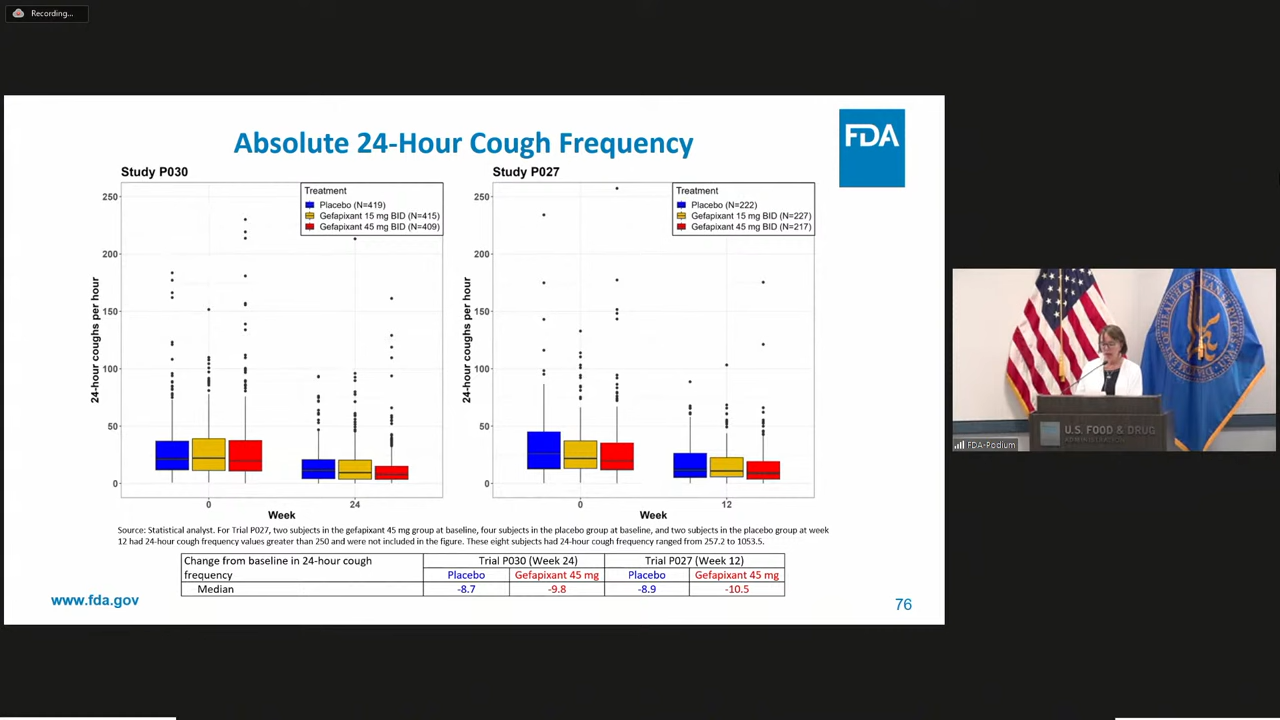 Recording...
Absolute 24-Hour Cough Frequency
FDA
Study P030
Treatment
Placebo (N=419)
Gefapixant 15 mg BID (N=415)
Gefapixant 45 mg BID (N=409)
24-hour coughs per hour
250
200
150
100
50
0
0
24
Week
Study P027
Treatment
Placebo (N=222)
Gefapixant 15 mg BID (N=227)
Gefapixant 45 mg BID (N=217)
24-hour coughs per hour
250
200
150
100
50
0
0
12
Week
Source: Statistical analyst. For Trial P027, two subjects in the gefapixant 45 mg group at baseline, four subjects in the placebo group at baseline, and two subjects in the placebo group at week
12 had 24-hour cough frequency values greater than 250 and were not included in the figure. These eight subjects had 24-hour cough frequency ranged from 257.2 to 1053.5.
Change from baseline in 24-hour cough frequency
Trial P030 (Week 24)
Trial P027 (Week 12)
Placebo
Gefapixant 45 mg
Placebo
Gefapixant 45 mg
Median
-8.7
-9.8
-8.9
-10.5
www.fda.gov
76
U.S. FOOD & DRUG
ADMINISTRATION
FDA-Podium